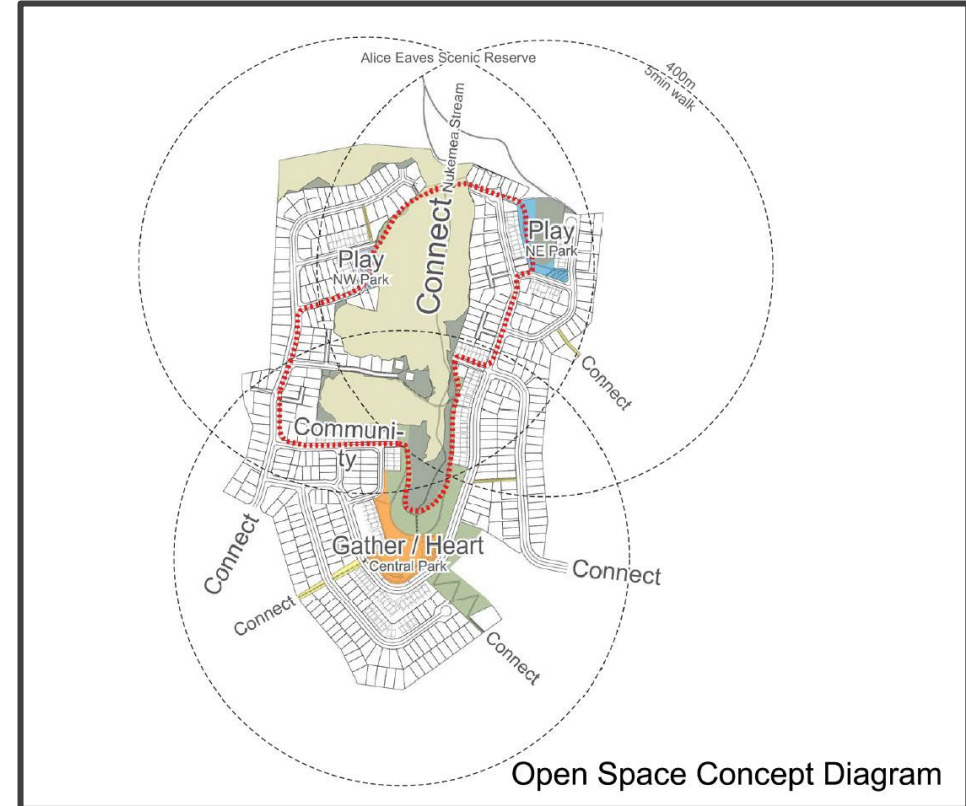 Alice Eaves Scenic Reserve
400m
5min walk
Nukemea Stream
Connect
Play
NW Park
Play
NE Park
Connect
Communi-
ty
Gather / Heart
Central Park
Connect
Connect
Connect
Connect
Open Space Concept Diagram